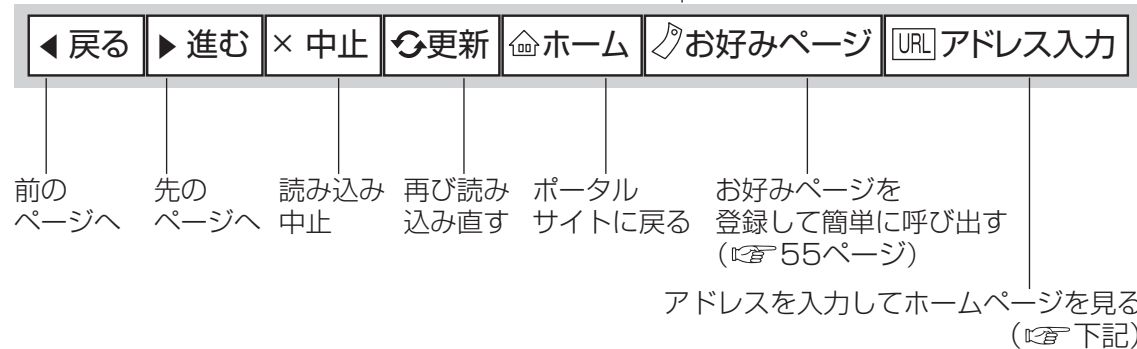 ◀ 戻る ▶ 進む × 中止 更新 ホーム お好みページ URL アドレス入力
前の
ページへ
先の
ページへ
読み込み
中止
再び読み
込み直す
ポータル
サイトに戻る
お好みページを
登録して簡単に呼び出す
(☞55ページ)
アドレスを入力してホームページを見る
(☞下記)